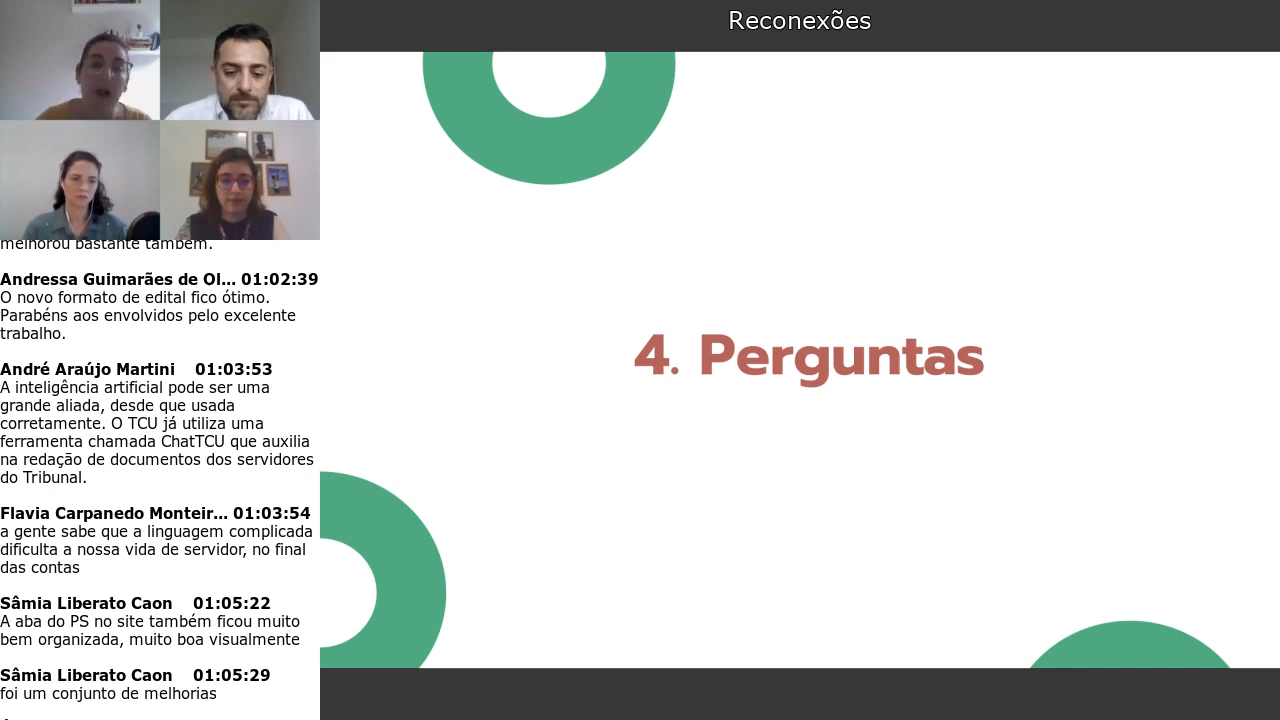 Reconexões
melhorou bastante também.
Andressa Guimarães de Ol... 01:02:39
O novo formato de edital fico ótimo.
Parabéns aos envolvidos pelo excelente
trabalho.
André Araújo Martini 01:03:53
A inteligência artificial pode ser uma
grande aliada, desde que usada
corretamente. O TCU já utiliza uma
ferramenta chamada ChatTCU que auxilia
na redação de documentos dos servidores
do Tribunal.
Flavia Carpanedo Monteir... 01:03:54
a gente sabe que a linguagem complicada
dificulta a nossa vida de servidor, no final
das contas
Sâmia Liberato Caon 01:05:22
A aba do PS no site também ficou muito
bem organizada, muito boa visualmente
Sâmia Liberato Caon 01:05:29
foi um conjunto de melhorias
4. Perguntas